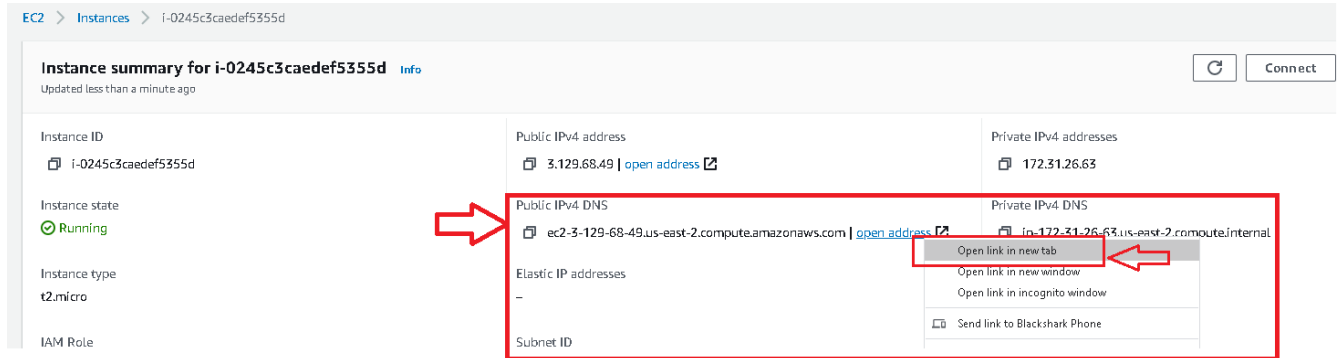 EC2 > Instances > i-0245c3caedef5355d
Instance summary for i-0245c3caedef5355d Info
Updated less than a minute ago
Connect
Instance ID
i-0245c3caedef5355d
Public IPv4 address
3.129.68.49 | open address
Private IPv4 addresses
172.31.26.63
Instance state
Running
Public IPv4 DNS
ec2-3-129-68-49.us-east-2.compute.amazonaws.com | open address
Private IPv4 DNS
ip-172-31-26-63.us-east-2.compute.internal
Open link in new tab
Open link in new window
Open link in incognito window
Send link to Blackshark Phone
Instance type
t2.micro
Elastic IP addresses
–
IAM Role
Subnet ID